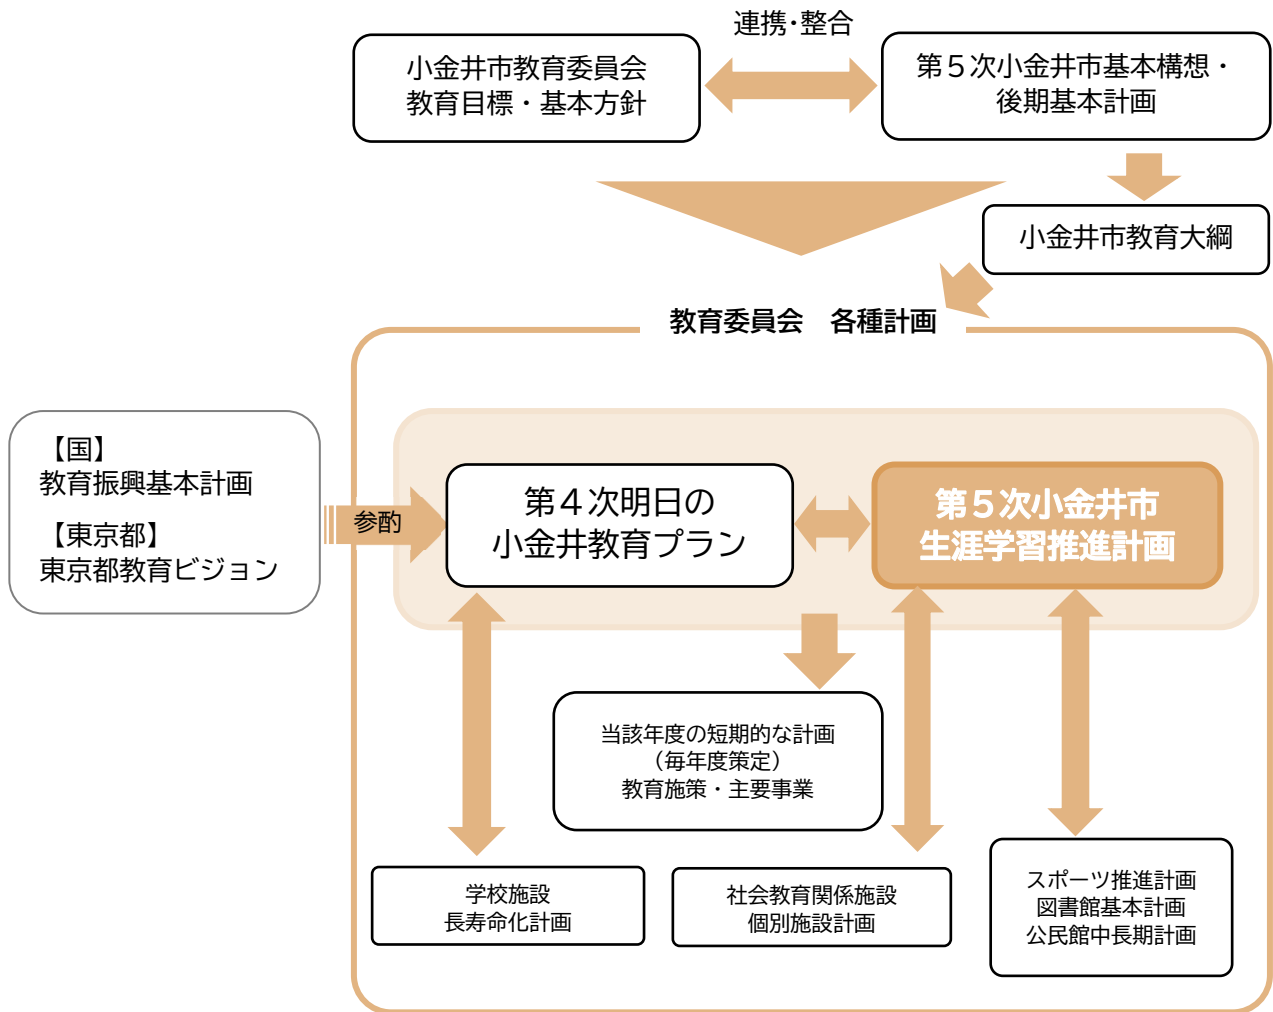 連携・整合
小金井市教育委員会
教育目標・基本方針
第５次小金井市基本構想・
後期基本計画
小金井市教育大綱
教育委員会　各種計画
【国】
教育振興基本計画
【東京都】
東京都教育ビジョン
参酌
第４次明日の
小金井教育プラン
第５次小金井市
生涯学習推進計画
当該年度の短期的な計画
（毎年度策定）
教育施策・主要事業
学校施設
長寿命化計画
社会教育関係施設
個別施設計画
スポーツ推進計画
図書館基本計画
公民館中長期計画